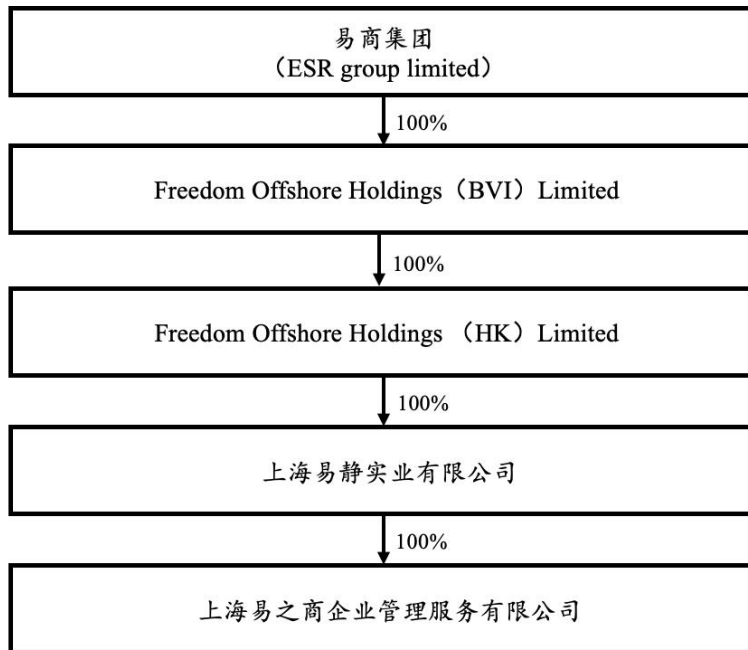 易商集团
（ESR group limited）
100%
Freedom Offshore Holdings（BVI）Limited
100%
Freedom Offshore Holdings （HK）Limited
100%
上海易静实业有限公司
100%
上海易之商企业管理服务有限公司